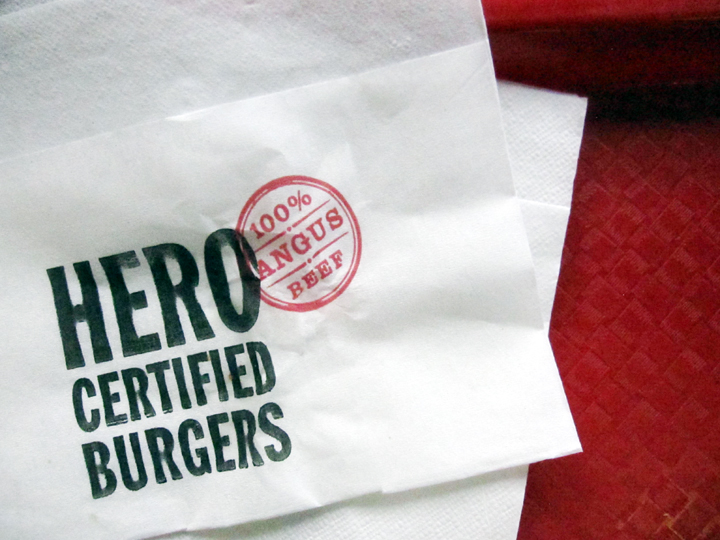 HERO
CERTIFIED
BURGERS
100%
ANGUS
BEEF